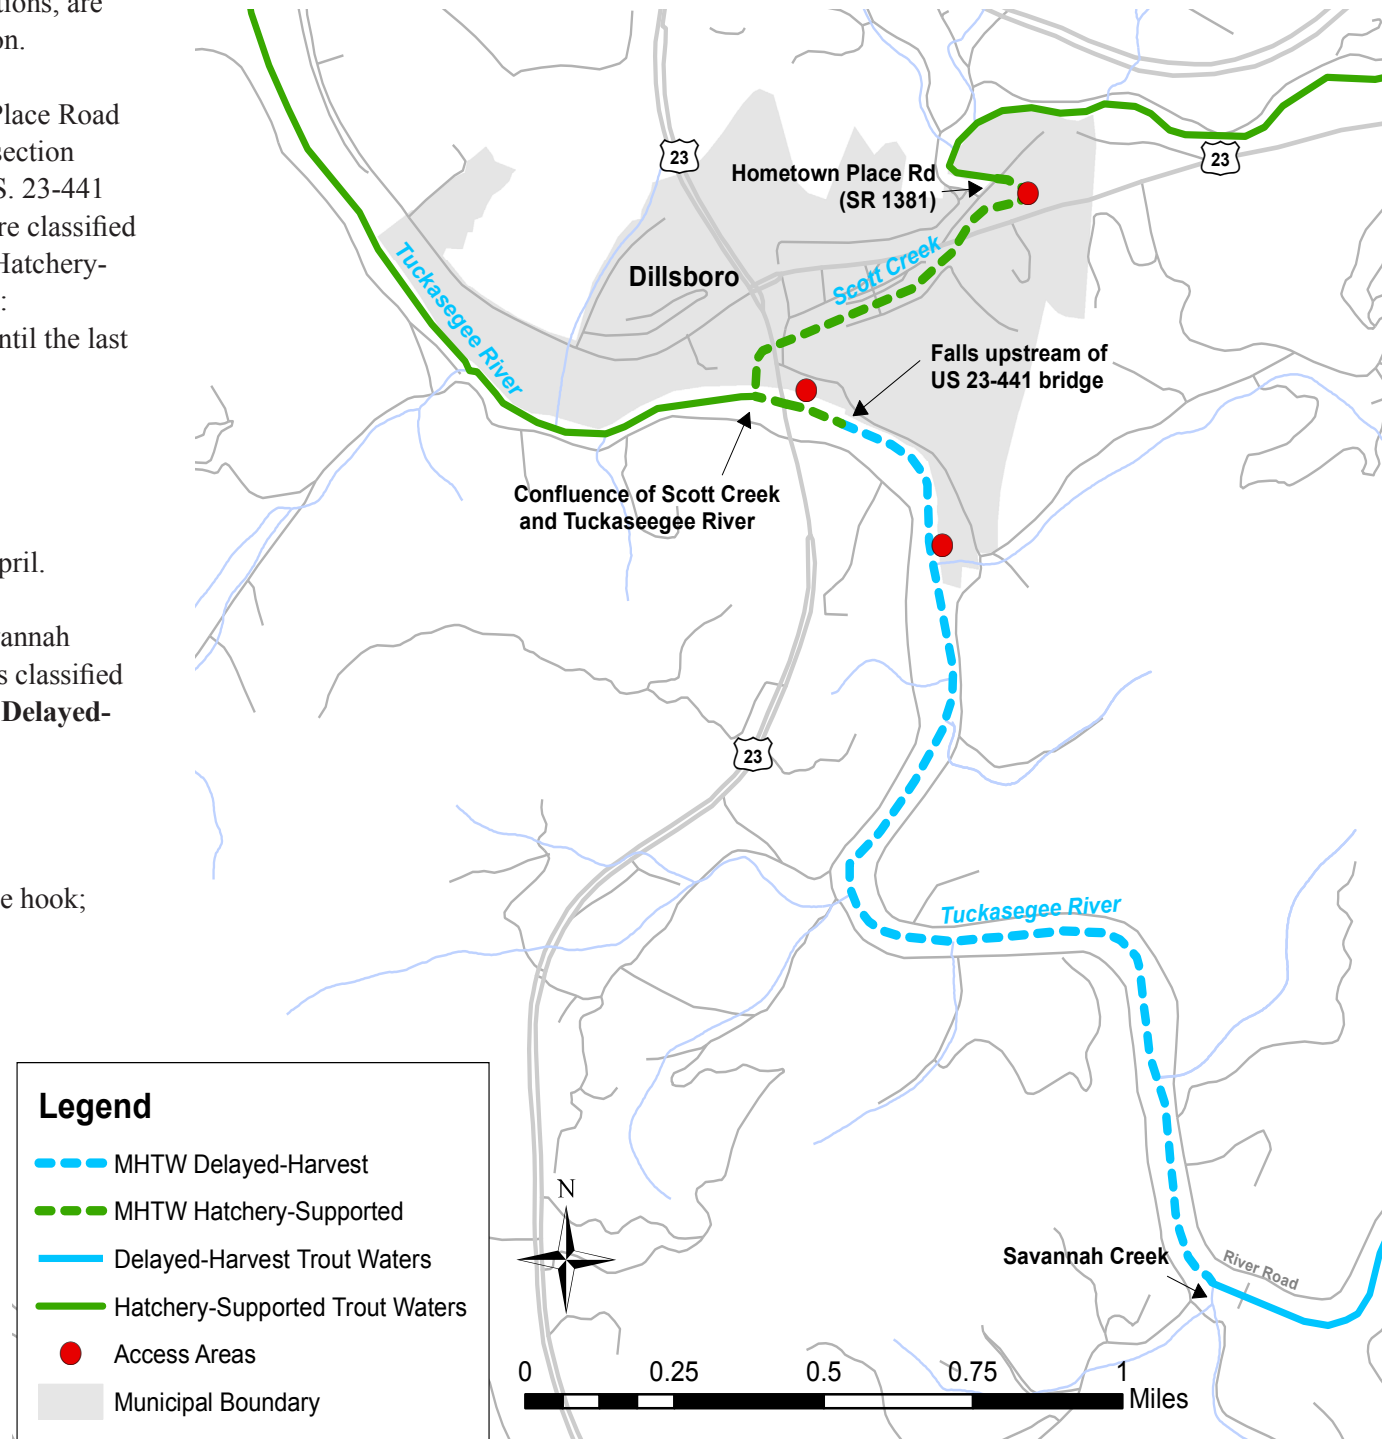 tions, are
on.
Place Road
section
S. 23-441
re classified
Hatchery-
:
ntil the last
pril.
vannah
s classified
Delayed-
e hook;
23
23
Hometown Place Rd
(SR 1381)
Tuckasegee River
Dillsboro
Scott Creek
Falls upstream of
US 23-441 bridge
Confluence of Scott Creek
and Tuckaseegee River
23
Tuckasegee River
Savannah Creek
River Road
N
Legend
MHTW Delayed-Harvest
MHTW Hatchery-Supported
Delayed-Harvest Trout Waters
Hatchery-Supported Trout Waters
Access Areas
Municipal Boundary
0 0.25 0.5 0.75 1
Miles